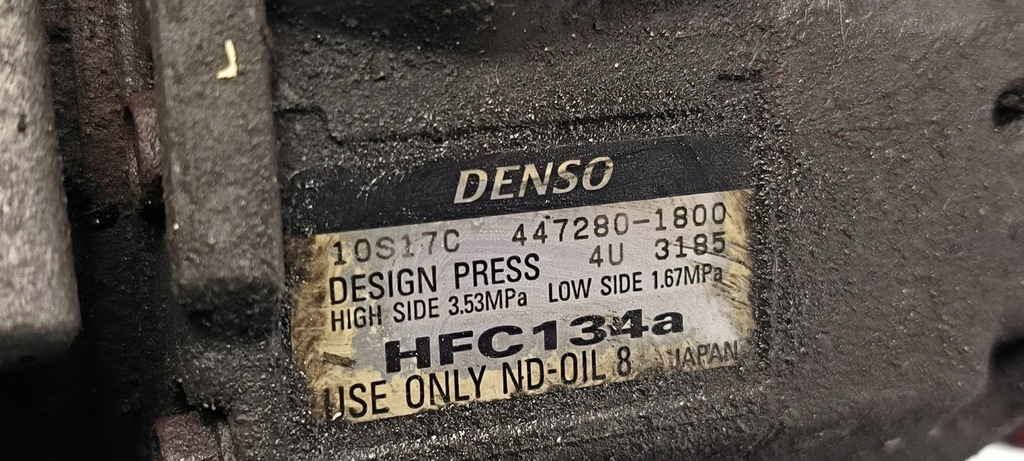 DENSO
10S17C 447280-1800
4U 3185
DESIGN PRESS
HIGH SIDE 3.53MPa LOW SIDE 1.67MPa
HFC134a
USE ONLY ND-OIL 8 JAPAN